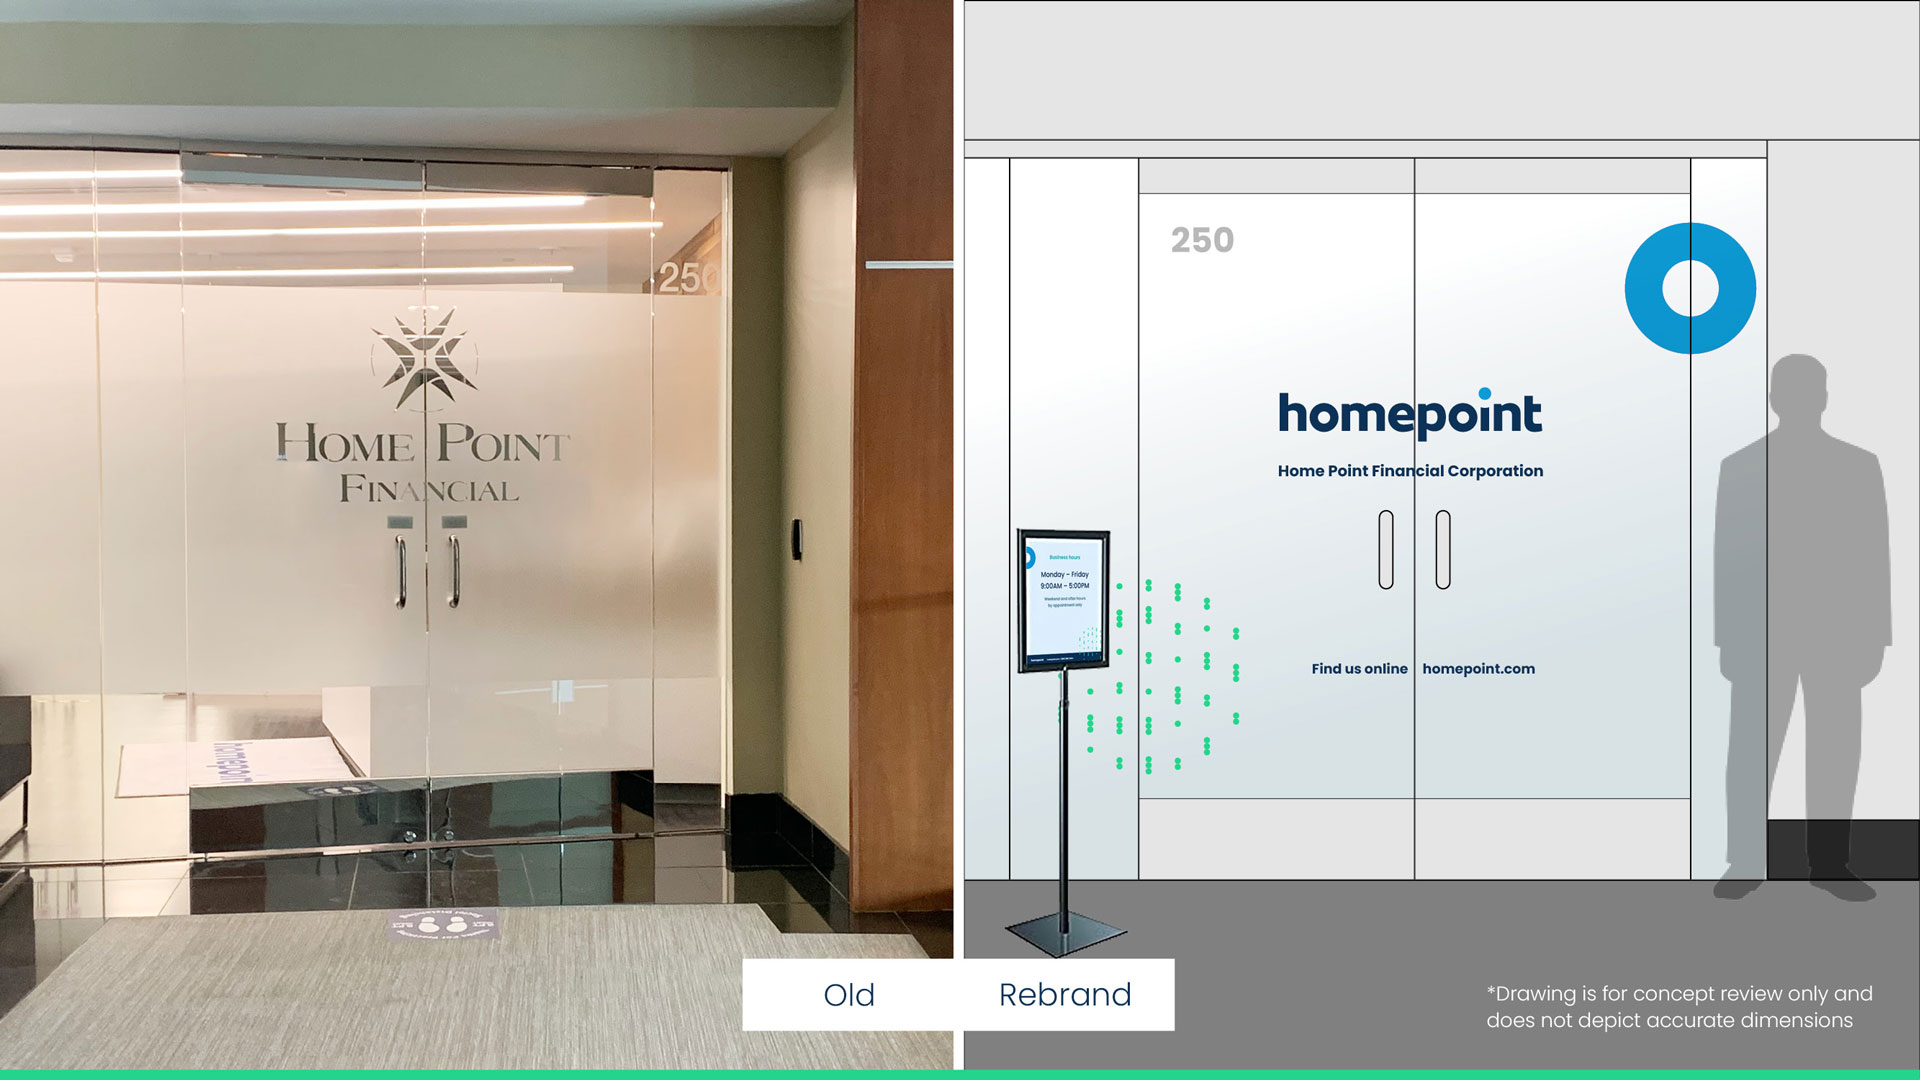 250
HOME POINT
FINANCIAL
homepoint
Old
250
homepoint
Home Point Financial Corporation
Business hours
Monday – Friday
9:00AM – 5:00PM
Weekend and after hours
by appointment only
homepoint
Find us online
homepoint.com
Rebrand
*Drawing is for concept review only and
does not depict accurate dimensions